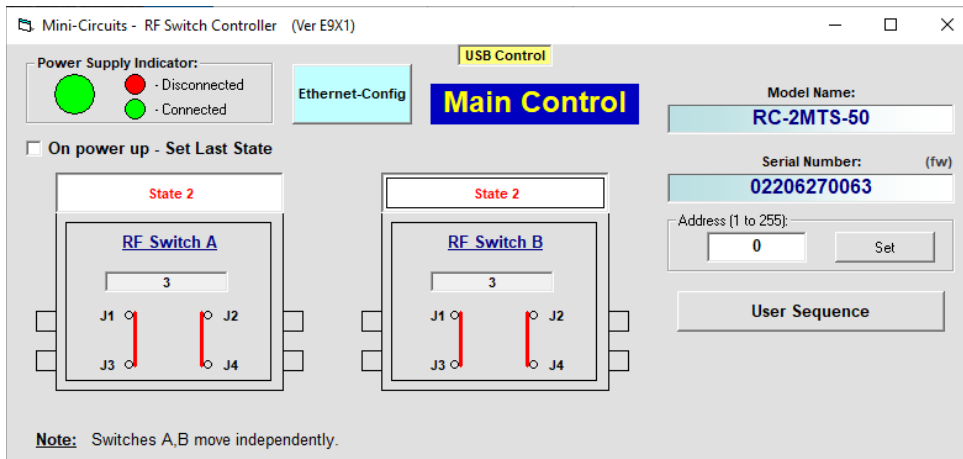 Mini-Circuits - RF Switch Controller (Ver E9X1)
Power Supply Indicator:
- Disconnected
- Connected
Ethernet-Config
USB Control
Main Control
Model Name:
RC-2MTS-50
On power up - Set Last State
Serial Number: (fw)
02206270063
State 2
State 2
Address (1 to 255):
0 Set
RF Switch A
RF Switch B
3
3
User Sequence
J1 J2
J1 J2
J3 J4
J3 J4
Note: Switches A,B move independently.